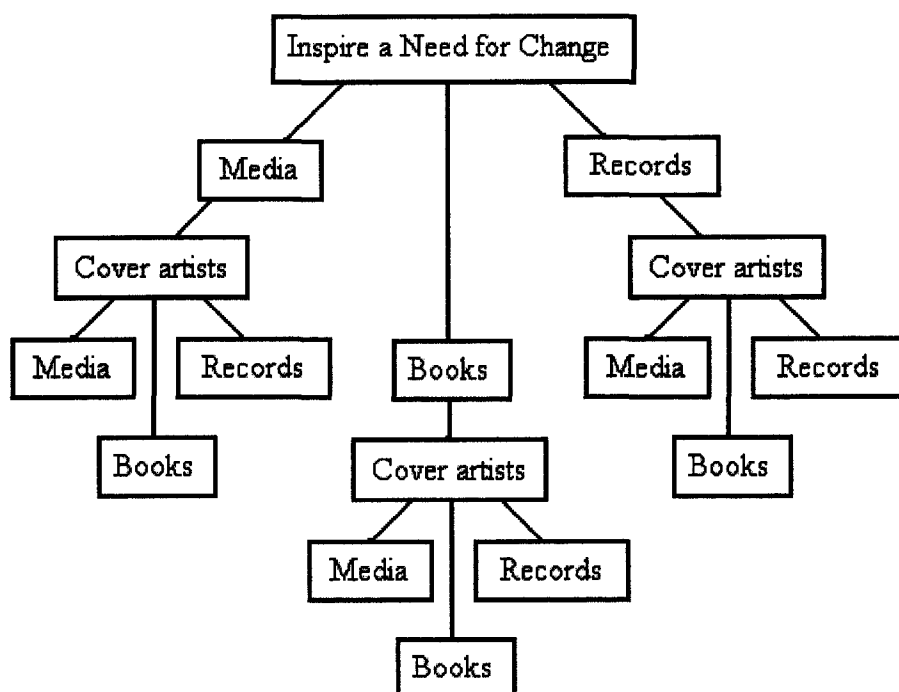 Inspire a Need for Change
Media
Records
Cover artists
Cover artists
Media
Records
Books
Media
Records
Books
Cover artists
Books
Books
Media
Records
Books